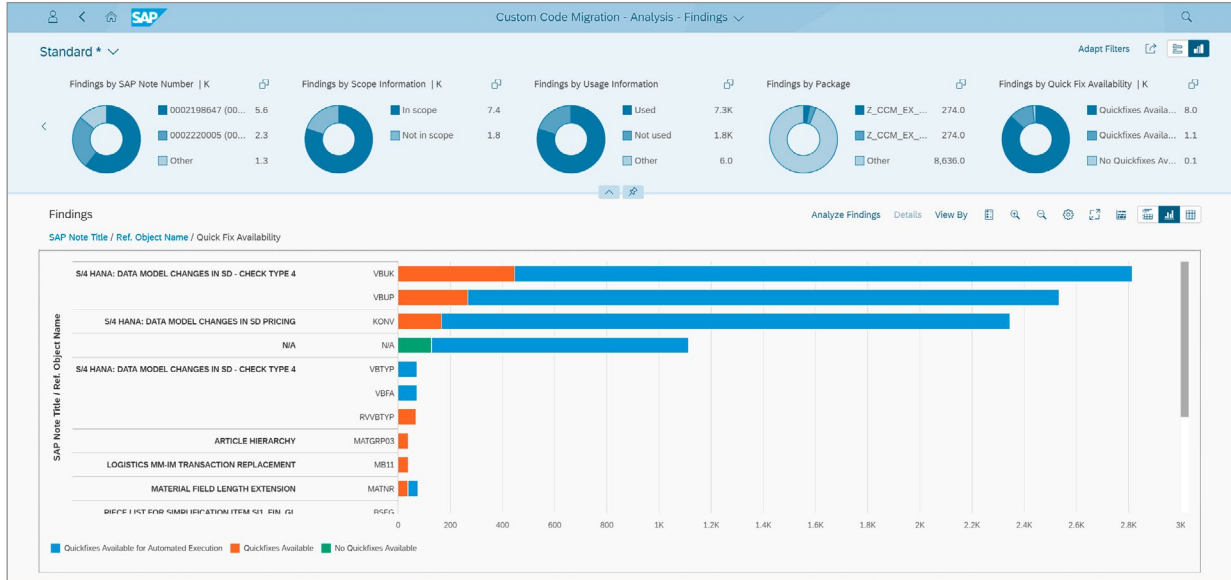 SAP
Custom Code Migration - Analysis - Findings
Standard *
Adapt Filters
Findings by SAP Note Number | K
0002198647 (00... 5.6
0002220005 (00... 2.3
Other 1.3
Findings by Scope Information | K
In scope 7.4
Not in scope 1.8
Findings by Usage Information
Used 7.3K
Not used 1.8K
Other 6.0
Findings by Package
Z_CCM_EX_... 274.0
Z_CCM_EX_... 274.0
Other 8,636.0
Findings by Quick Fix Availability | K
Quickfixes Availa... 8.0
Quickfixes Availa... 1.1
No Quickfixes Av... 0.1
Findings
Analyze Findings Details View By
SAP Note Title / Ref. Object Name / Quick Fix Availability
SAP Note Title / Ref. Object Name
S/4 HANA: DATA MODEL CHANGES IN SD - CHECK TYPE 4 VBUK
VBUP
S/4 HANA: DATA MODEL CHANGES IN SD PRICING KONV
N/A N/A
S/4 HANA: DATA MODEL CHANGES IN SD - CHECK TYPE 4 VBTYP
VBFA
RVVBTYP
ARTICLE HIERARCHY MATGRP03
LOGISTICS MM-IM TRANSACTION REPLACEMENT MB11
MATERIAL FIELD LENGTH EXTENSION MATNR
PIECE LIST FOR SIMPLIFICATION ITEM SI1_FIN_GL BSEG
0 200 400 600 800 1K 1.2K 1.4K 1.6K 1.8K 2K 2.2K 2.4K 2.6K 2.8K 3K
Quickfixes Available for Automated Execution Quickfixes Available No Quickfixes Available